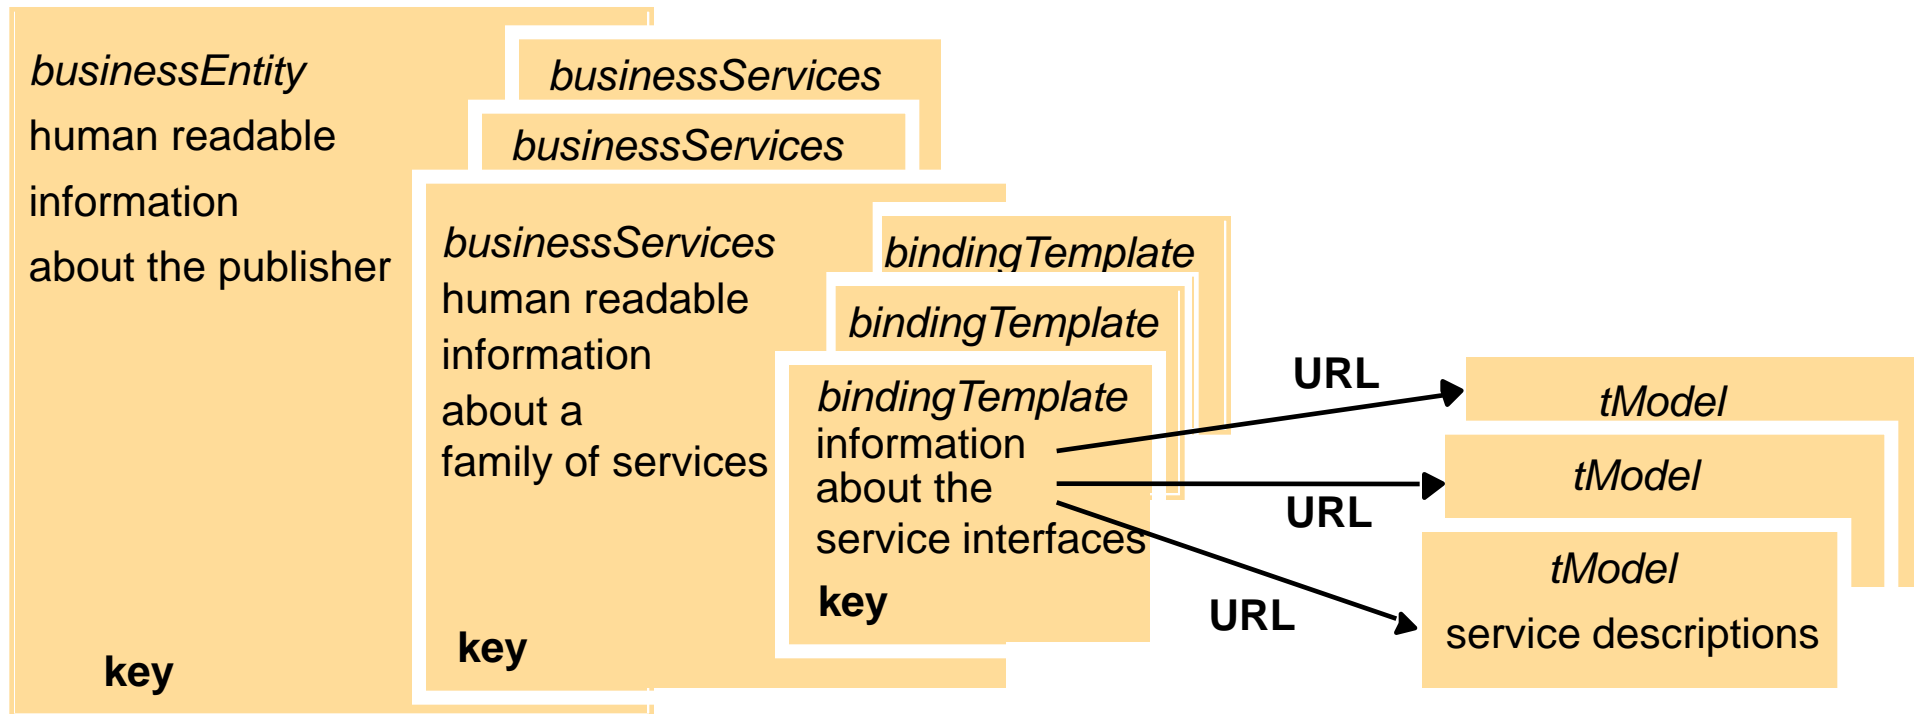 businessEntity
human readable
information
about the publisher
key
businessServices
businessServices
businessServices
human readable
information
about a
family of services
key
bindingTemplate
bindingTemplate
bindingTemplate
information
about the
service interfaces
key
URL
URL
URL
tModel
tModel
tModel
service descriptions